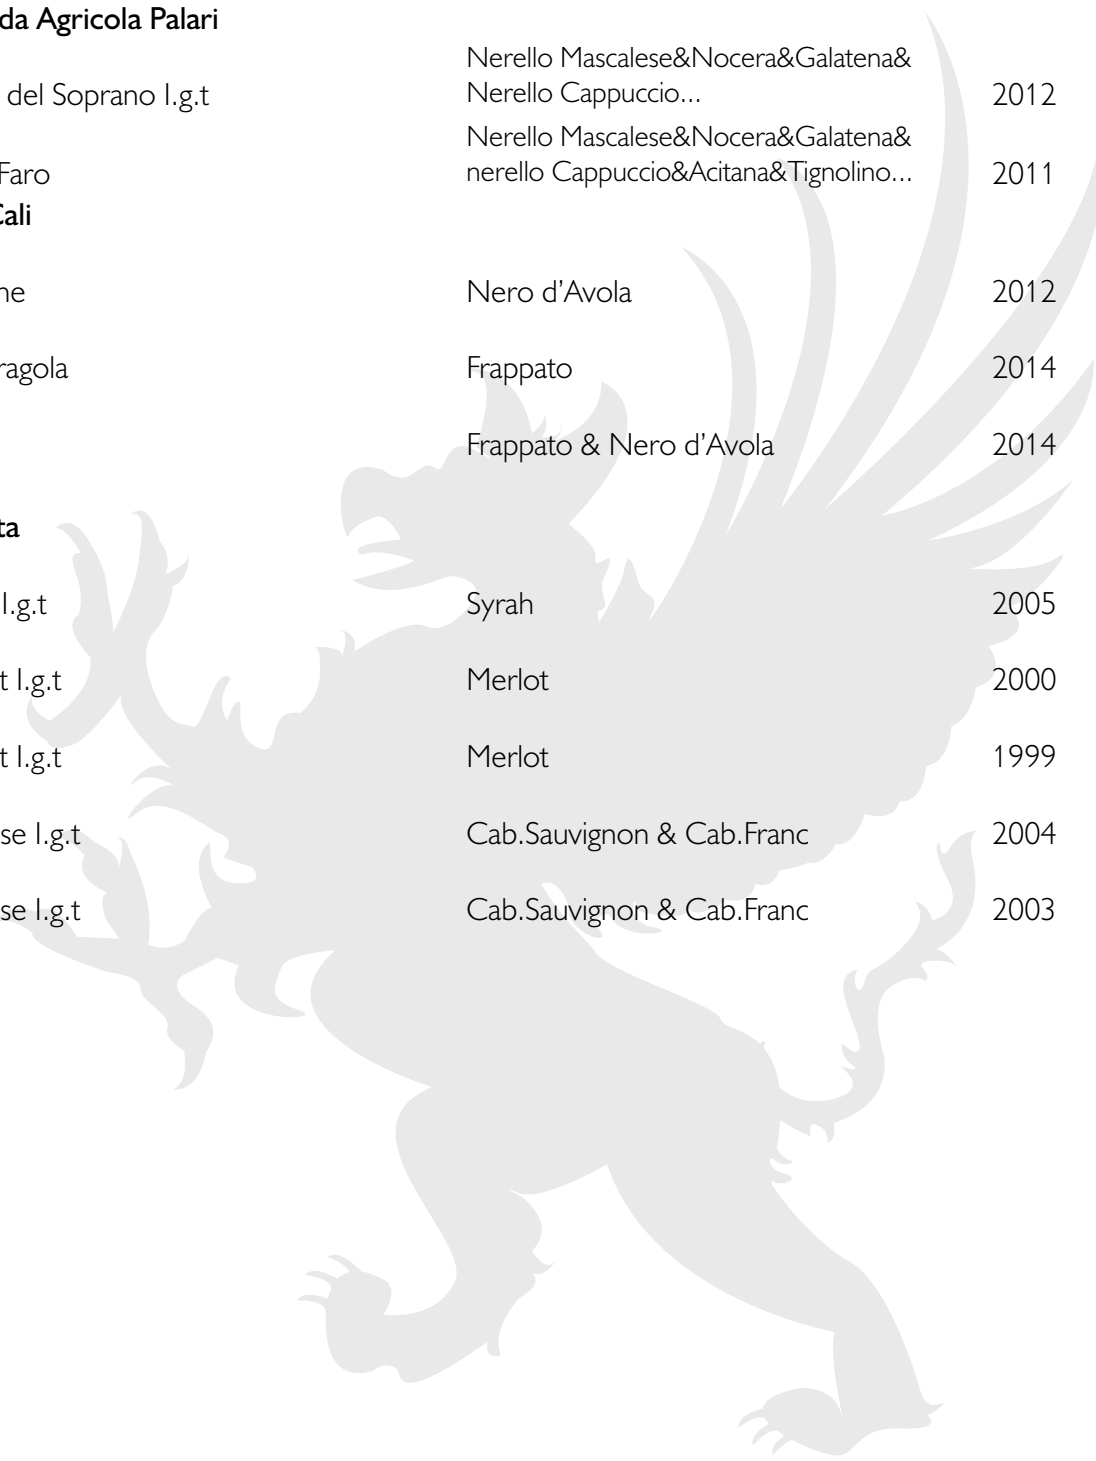 da Agricola Palari
Nerello Mascalese&Nocera&Galatena&
del Soprano I.g.t Nerello Cappuccio... 2012
Nerello Mascalese&Nocera&Galatena&
Faro nerello Cappuccio&Acitana&Tignolino... 2011
Cali
ne Nero d'Avola 2012
ragola Frappato 2014
Frappato & Nero d'Avola 2014
ta
I.g.t Syrah 2005
t I.g.t Merlot 2000
t I.g.t Merlot 1999
se I.g.t Cab.Sauvignon & Cab.Franc 2004
se I.g.t Cab.Sauvignon & Cab.Franc 2003